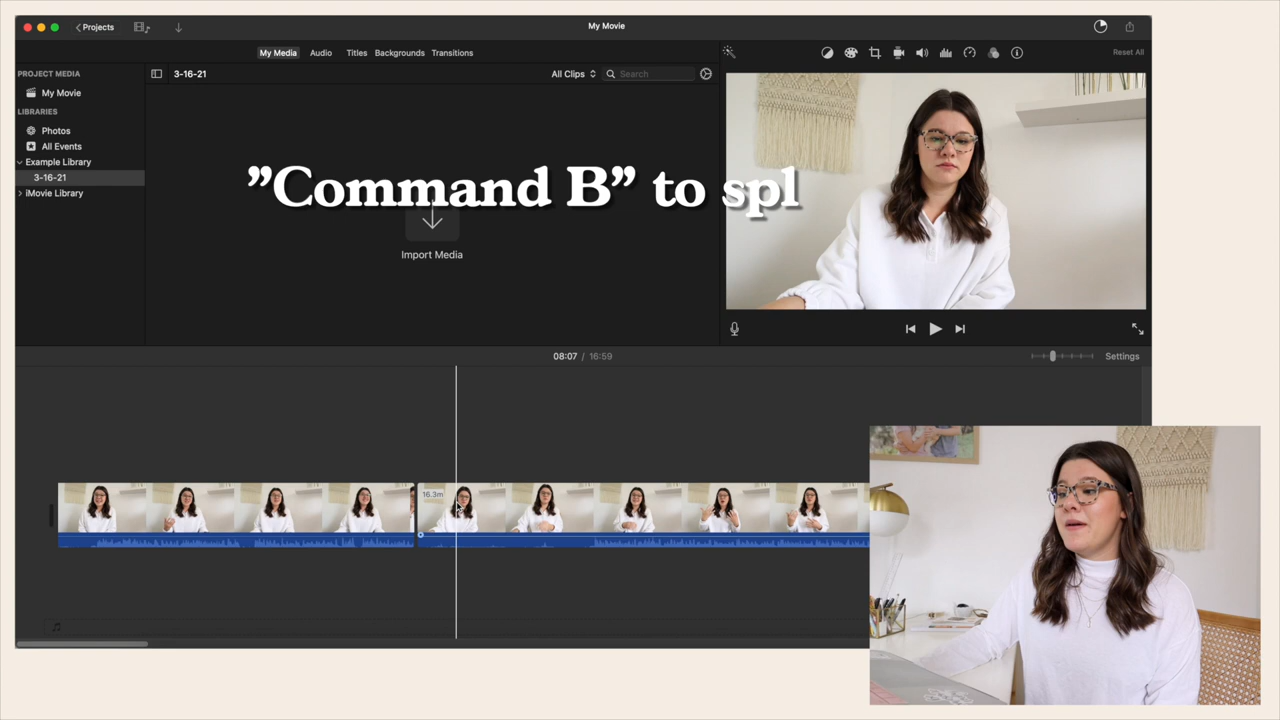 Projects
My Movie
My Media Audio Titles Backgrounds Transitions
Reset All
PROJECT MEDIA
My Movie
LIBRARIES
Photos
All Events
Example Library
3-16-21
iMovie Library
3-16-21
All Clips
Search
”Command B” to spl
Import Media
08:07 / 16:59
Settings
16.3m